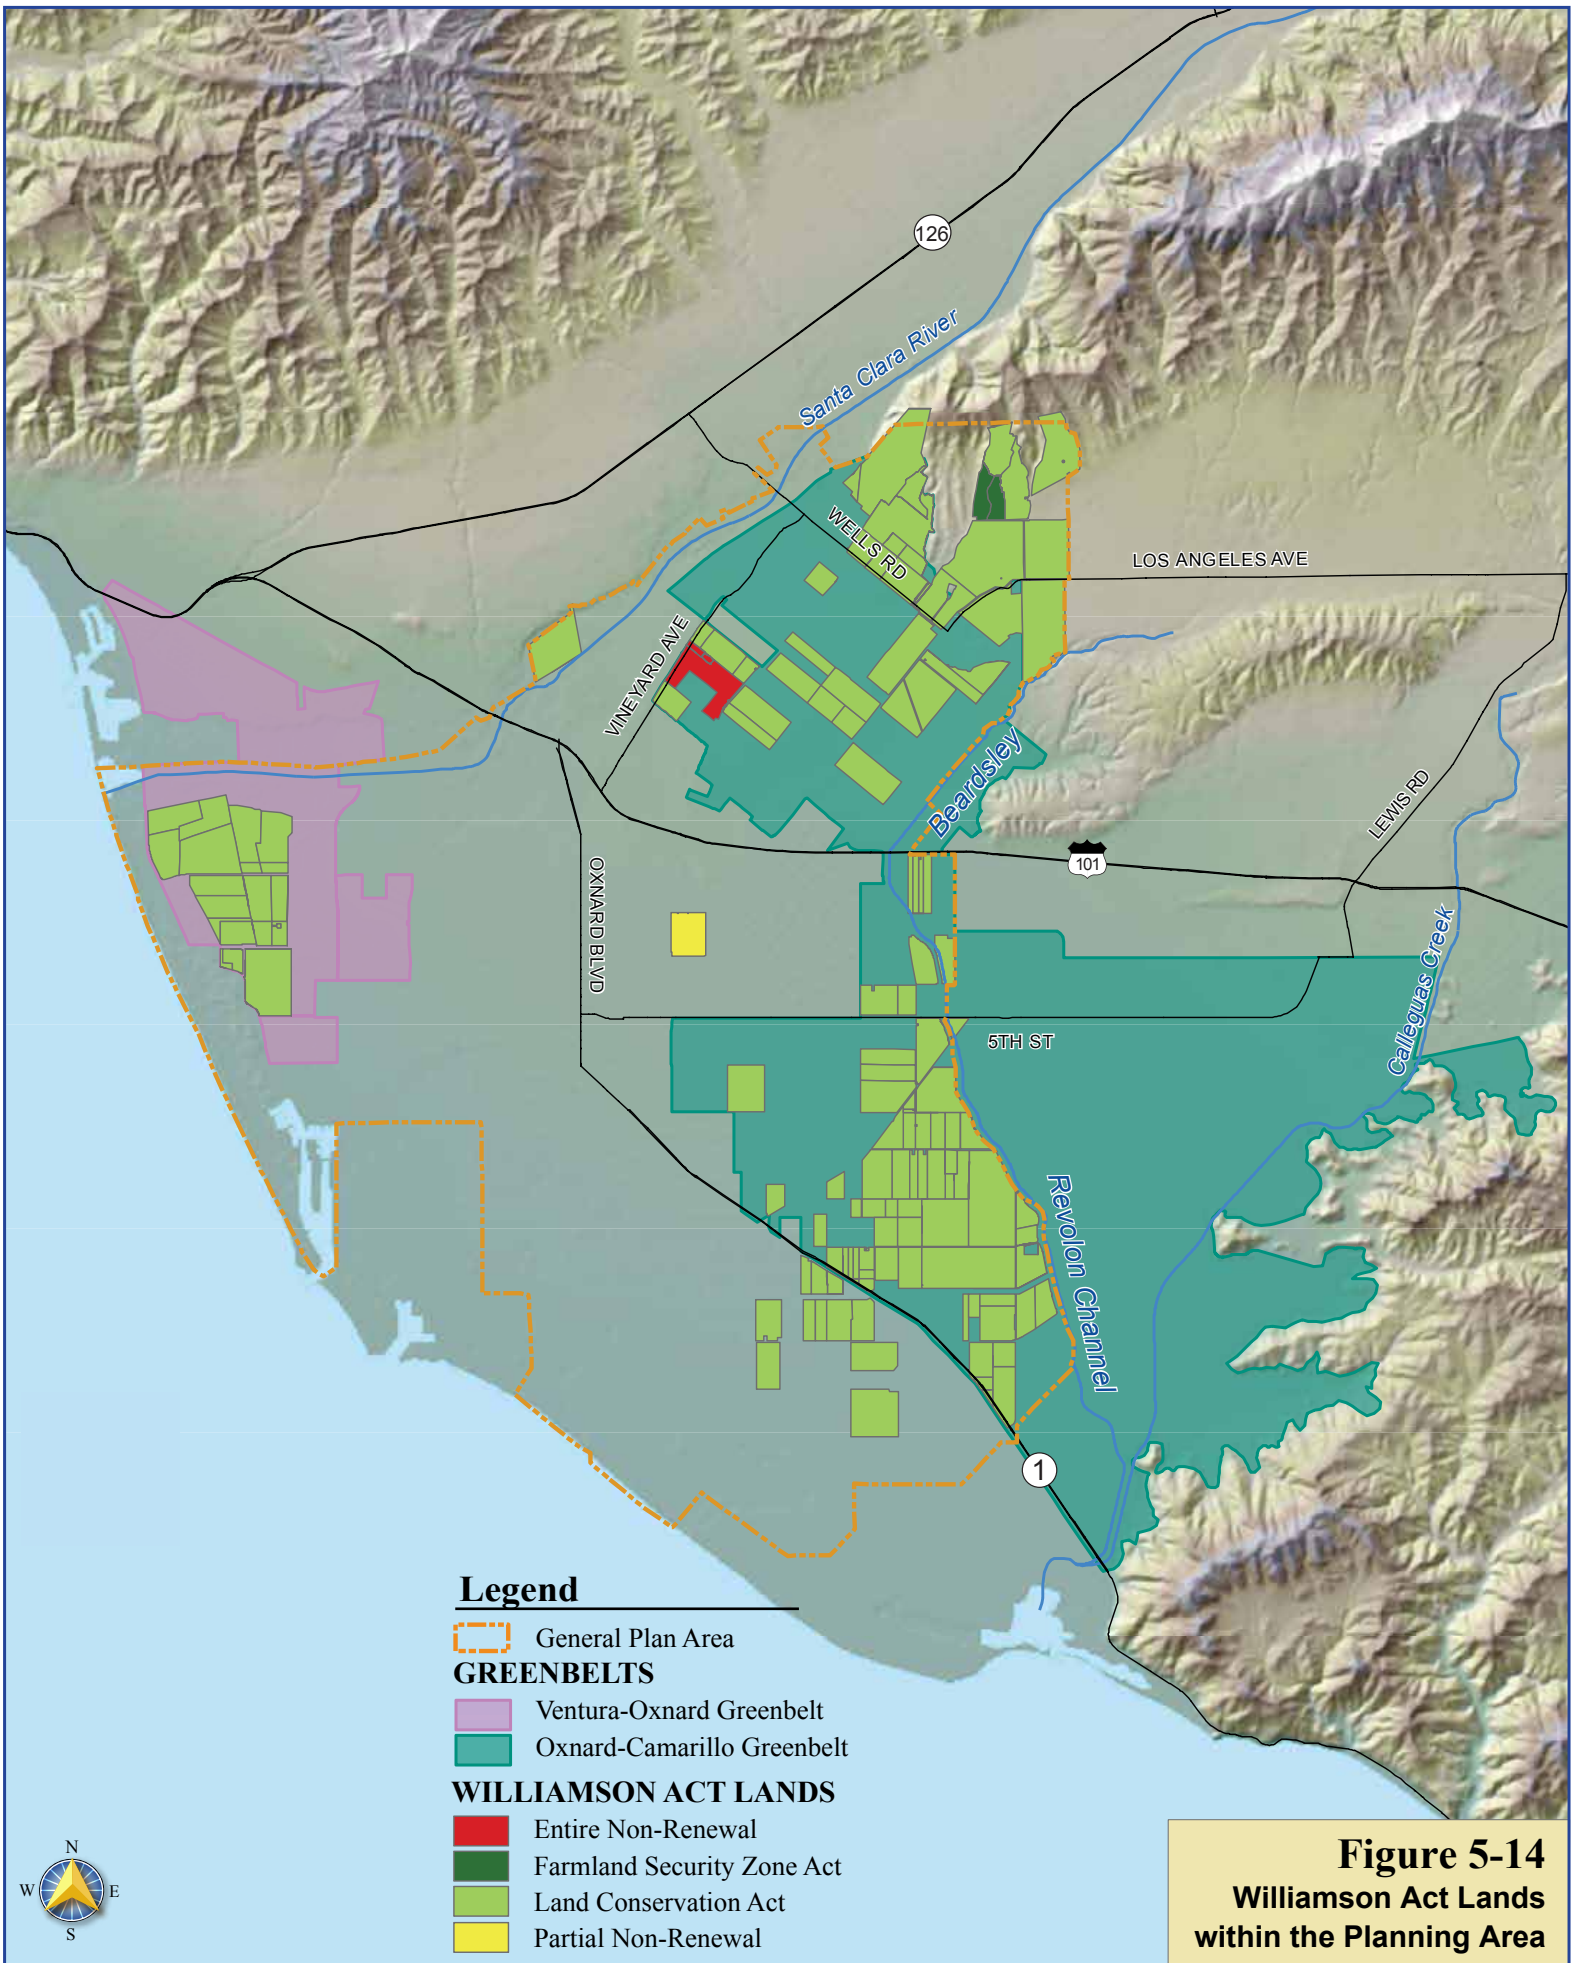 126
Santa Clara River
WELLS RD
LOS ANGELES AVE
VINEYARD AVE
Beardsley
LEWIS RD
101
OXNARD BLVD
Calleguas Creek
5TH ST
Revolon Channel
1
Legend
General Plan Area
GREENBELTS
Ventura-Oxnard Greenbelt
Oxnard-Camarillo Greenbelt
WILLIAMSON ACT LANDS
Entire Non-Renewal
Farmland Security Zone Act
Land Conservation Act
Partial Non-Renewal
N
W E
S
Figure 5-14
Williamson Act Lands
within the Planning Area